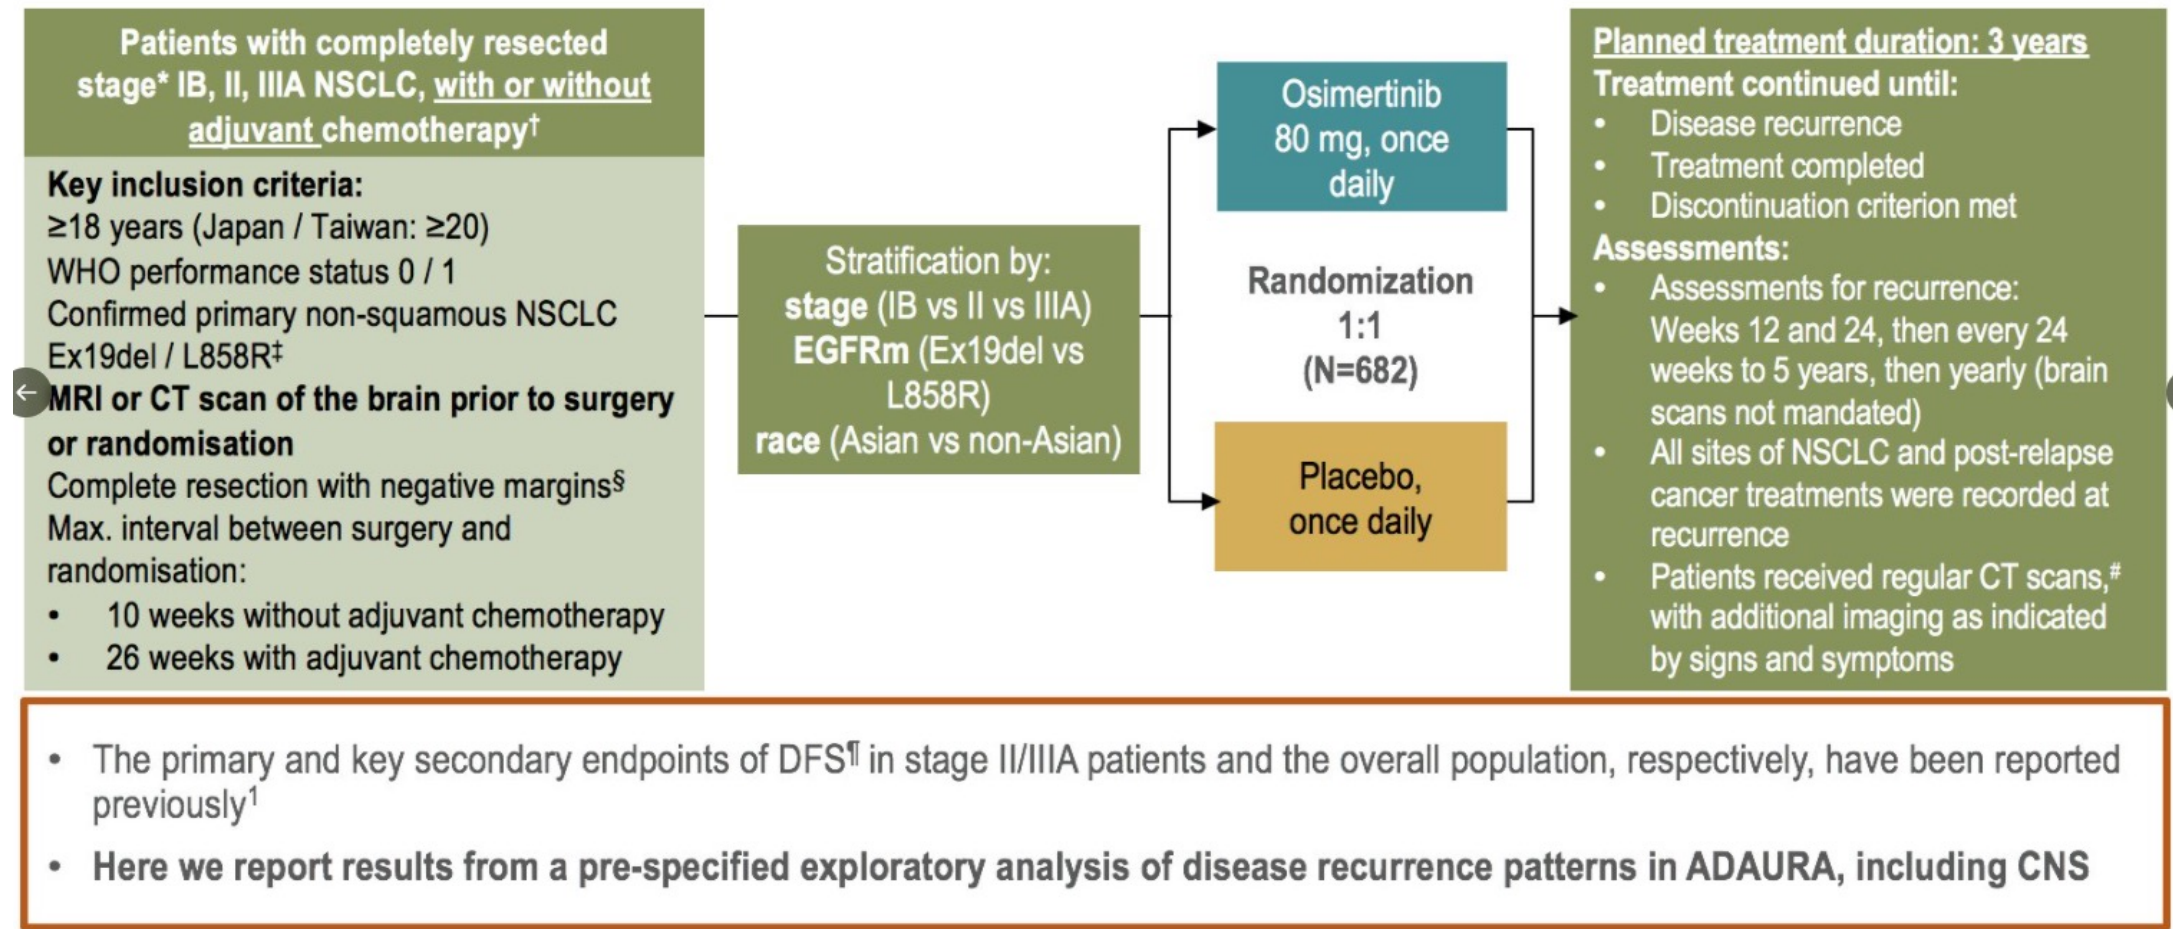 Patients with completely resected
stage* IB, II, IIIA NSCLC, with or without
adjuvant chemotherapy†
Key inclusion criteria:
≥18 years (Japan / Taiwan: ≥20)
WHO performance status 0 / 1
Confirmed primary non-squamous NSCLC
Ex19del / L858R‡
MRI or CT scan of the brain prior to surgery
or randomisation
Complete resection with negative margins§
Max. interval between surgery and
randomisation:
• 10 weeks without adjuvant chemotherapy
• 26 weeks with adjuvant chemotherapy
Stratification by:
stage (IB vs II vs IIIA)
EGFRm (Ex19del vs
L858R)
race (Asian vs non-Asian)
Osimertinib
80 mg, once
daily
Randomization
1:1
(N=682)
Placebo,
once daily
Planned treatment duration: 3 years
Treatment continued until:
• Disease recurrence
• Treatment completed
• Discontinuation criterion met
Assessments:
• Assessments for recurrence:
Weeks 12 and 24, then every 24
weeks to 5 years, then yearly (brain
scans not mandated)
• All sites of NSCLC and post-relapse
cancer treatments were recorded at
recurrence
• Patients received regular CT scans,#
with additional imaging as indicated
by signs and symptoms
• The primary and key secondary endpoints of DFS¶ in stage II/IIIA patients and the overall population, respectively, have been reported
previously1
• Here we report results from a pre-specified exploratory analysis of disease recurrence patterns in ADAURA, including CNS